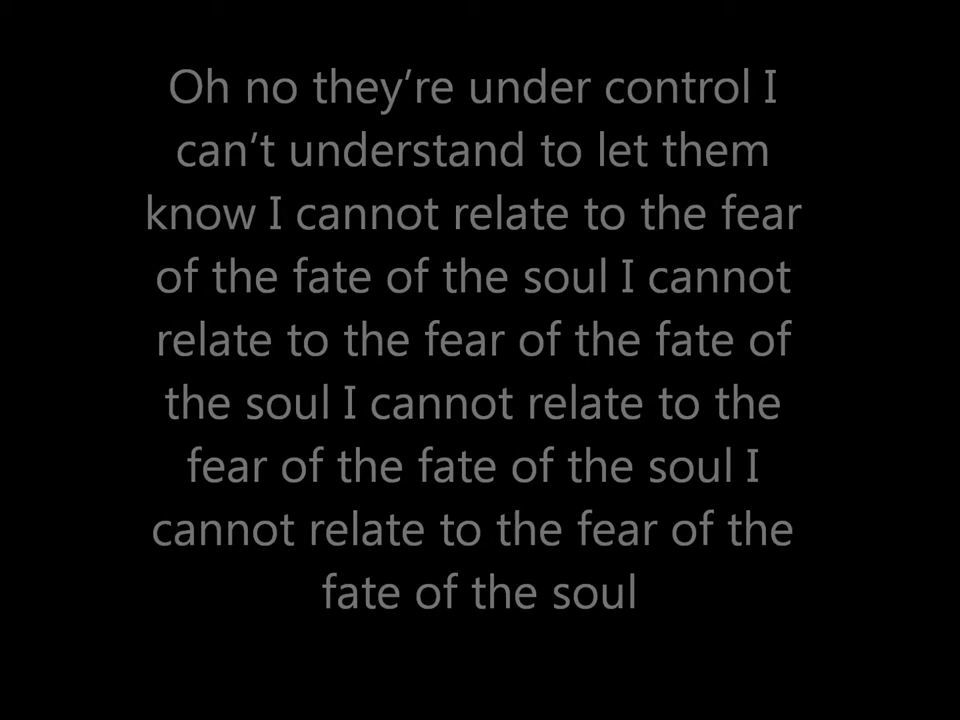 Oh no they’re under control I
can’t understand to let them
know I cannot relate to the fear
of the fate of the soul I cannot
relate to the fear of the fate of
the soul I cannot relate to the
fear of the fate of the soul I
cannot relate to the fear of the
fate of the soul